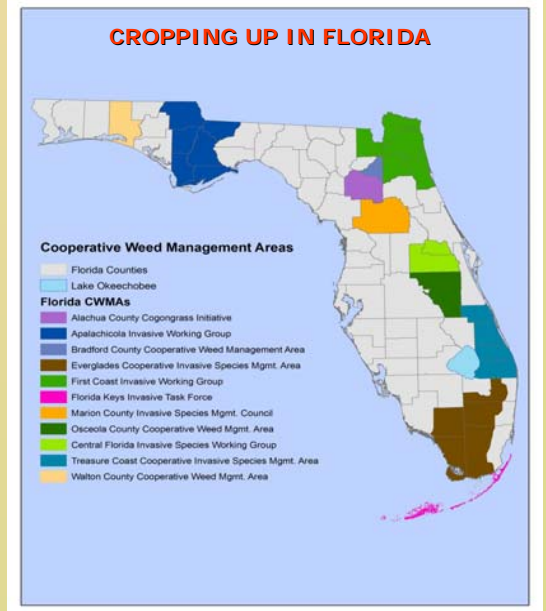 CROPPING UP IN FLORIDA
Cooperative Weed Management Areas
Florida Counties
Lake Okeechobee
Florida CWMAs
Alachua County Cogongrass Initiative
Apalachicola Invasive Working Group
Bradford County Cooperative Weed Management Area
Everglades Cooperative Invasive Species Mgmt. Area
First Coast Invasive Working Group
Florida Keys Invasive Task Force
Marion County Invasive Species Mgmt. Council
Osceola County Cooperative Weed Mgmt. Area
Central Florida Invasive Species Working Group
Treasure Coast Cooperative Invasive Species Mgmt. Area
Walton County Cooperative Weed Mgmt. Area